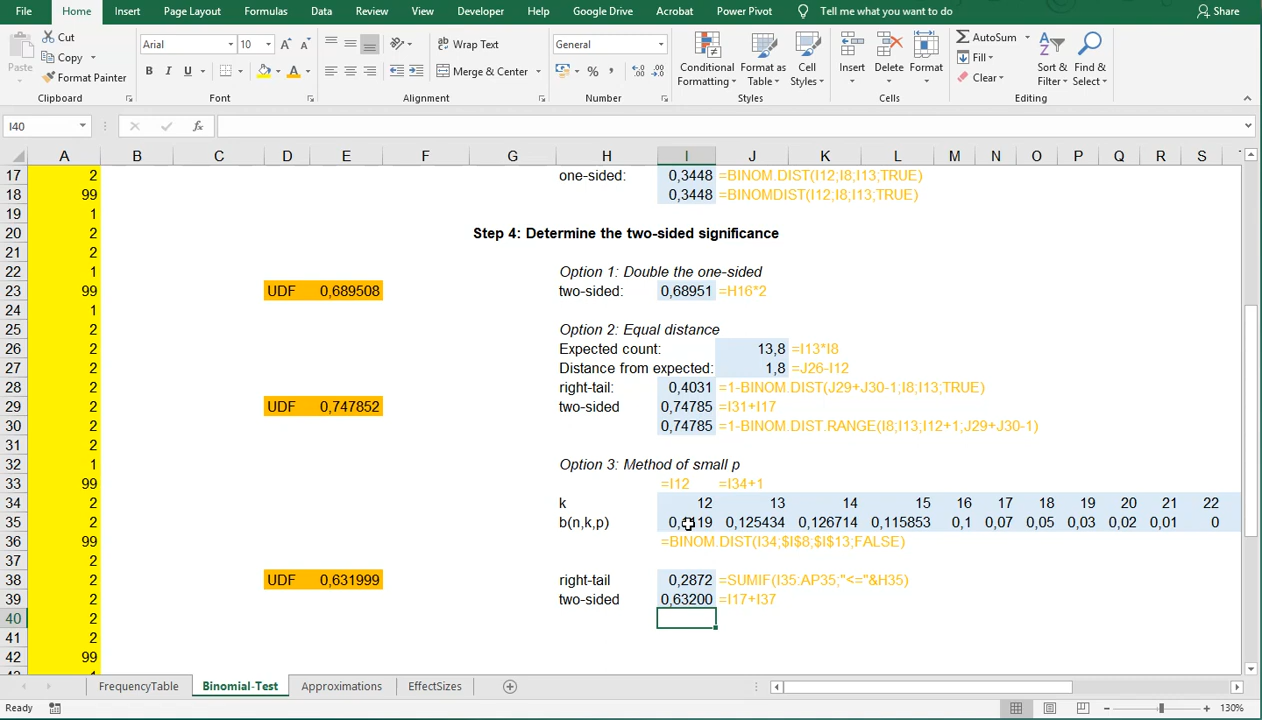 File Home Insert Page Layout Formulas Data Review View Developer Help Google Drive Acrobat Power Pivot Tell me what you want to do Share
Cut
Copy
Format Painter
Paste
Clipboard
Arial 10
B I U
Font
Wrap Text
Merge & Center
Alignment
General
Number
Conditional Formatting
Format as Table
Cell Styles
Styles
Insert Delete Format
Cells
AutoSum
Fill
Clear
Sort & Filter
Find & Select
Editing
I40 fx
A B C D E F G H I J K L M N O P Q R S
17 2 one-sided: 0,3448 =BINOM.DIST(I12;I8;I13;TRUE)
18 99 0,3448 =BINOMDIST(I12;I8;I13;TRUE)
19 1
20 2 Step 4: Determine the two-sided significance
21 2
22 1 Option 1: Double the one-sided
23 99 UDF 0,689508 two-sided: 0,68951 =H16*2
24 1
25 2 Option 2: Equal distance
26 2 Expected count: 13,8 =I13*I8
27 2 Distance from expected: 1,8 =J26-I12
28 2 right-tail: 0,4031 =1-BINOM.DIST(J29+J30-1;I8;I13;TRUE)
29 2 UDF 0,747852 two-sided 0,74785 =I31+I17
30 2 0,74785 =1-BINOM.DIST.RANGE(I8;I13;I12+1;J29+J30-1)
31 2
32 1 Option 3: Method of small p
33 99 =I12 =I34+1
34 2 k 12 13 14 15 16 17 18 19 20 21 22
35 2 b(n,k,p) 0,125434 0,126714 0,115853 0,1 0,07 0,05 0,03 0,02 0,01 0
36 99 =BINOM.DIST(I34;$I$8;$I$13;FALSE)
37 2
38 2 UDF 0,631999 right-tail 0,2872 =SUMIF(I35:AP35;"<="&H35)
39 2 two-sided 0,63200 =I17+I37
40 2
41 2
42 99
FrequencyTable Binomial-Test Approximations EffectSizes
Ready 130%